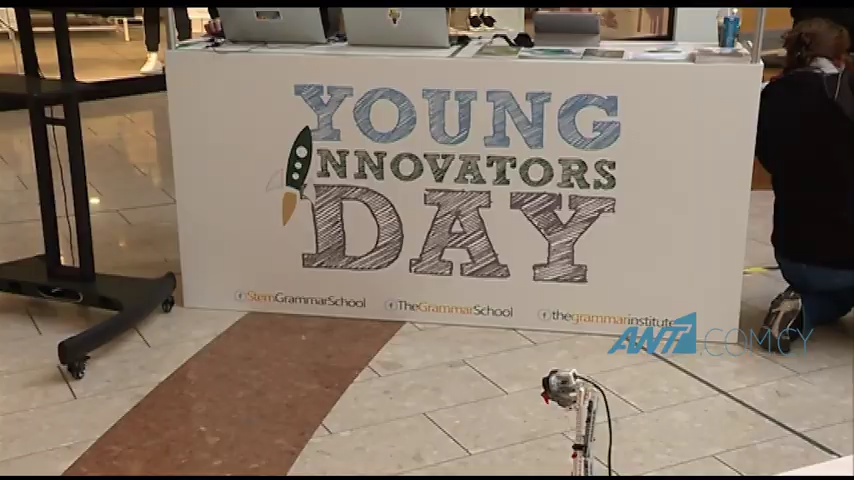 YOUNG
NNOVATORS
DAY
StemGrammarSchool TheGrammarSchool thegrammarinstitute
ANT1.COM.CY